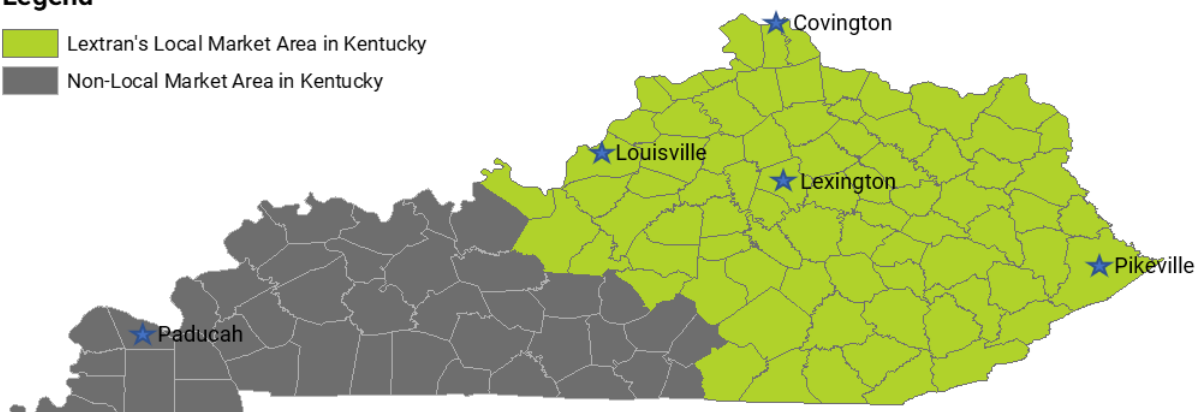 Legend
Lextran's Local Market Area in Kentucky
Non-Local Market Area in Kentucky
Covington
Louisville
Lexington
Pikeville
Paducah